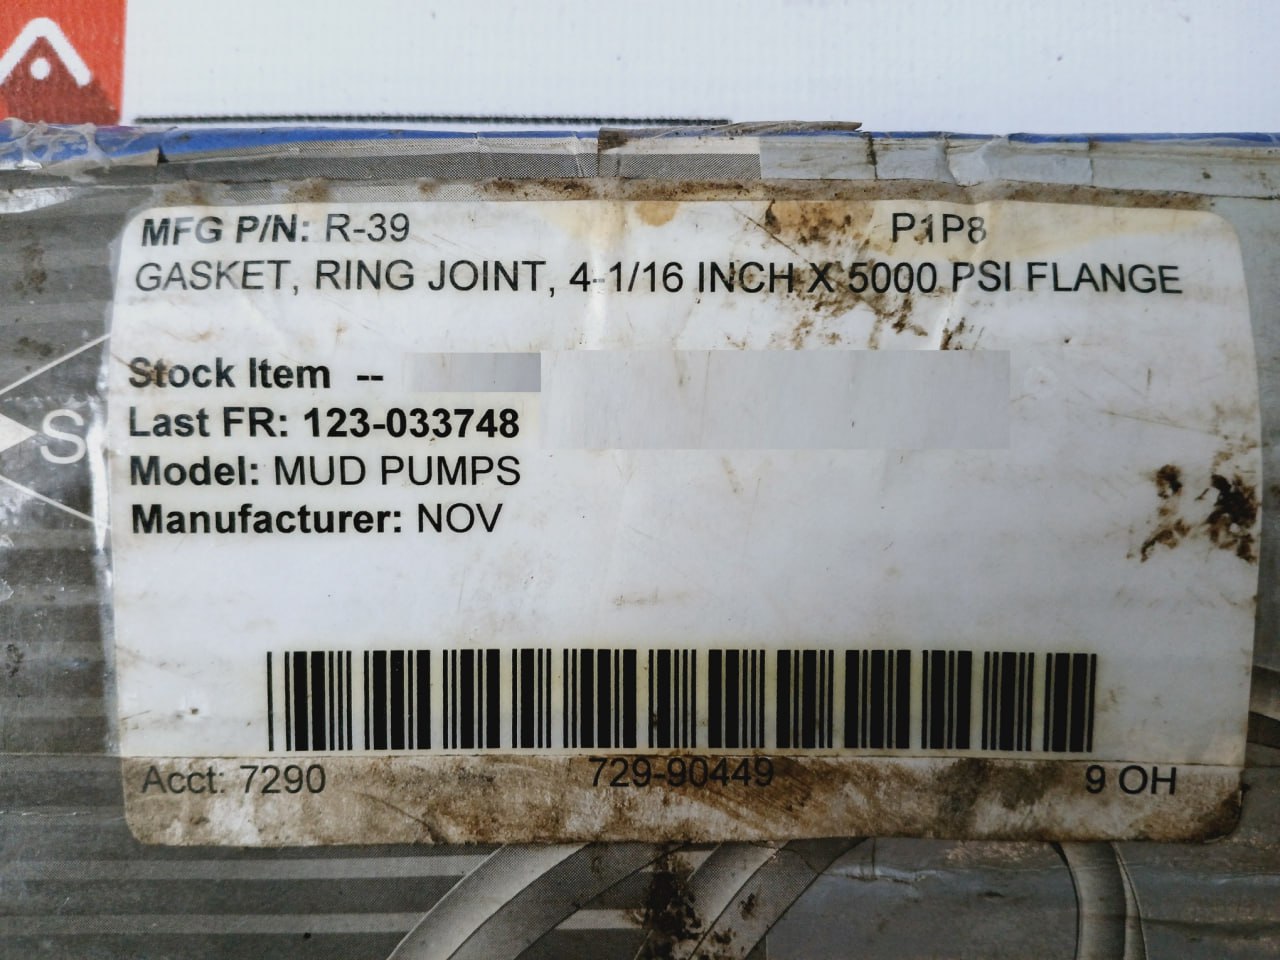 MFG P/N: R-39 P1P8
GASKET, RING JOINT, 4-1/16 INCH X 5000 PSI FLANGE
Stock Item --
Last FR: 123-033748
Model: MUD PUMPS
Manufacturer: NOV
S
Acct: 7290 729-90449 9 OH